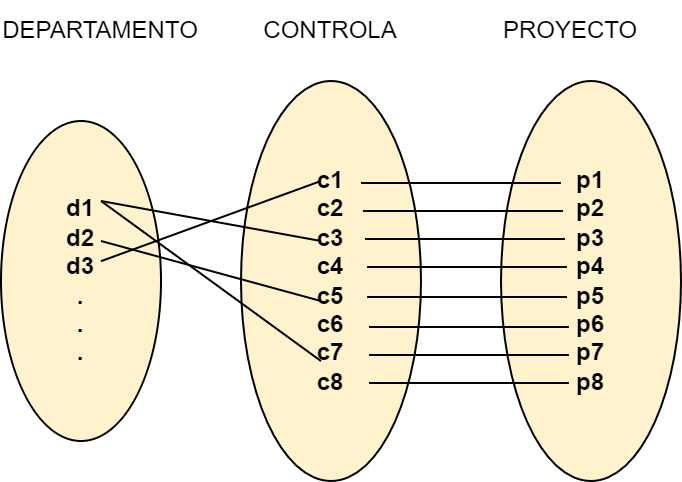 DEPARTAMENTO CONTROLA PROYECTO
c1 p1
d1 c2 p2
d2 c3 p3
d3 c4 p4
. c5 p5
. c6 p6
. c7 p7
c8 p8